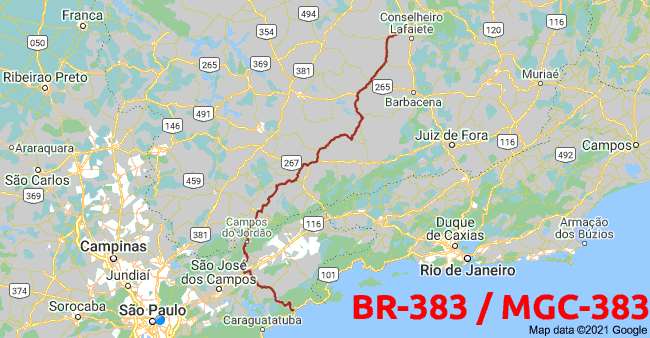 Franca
494
354
Conselheiro
Lafaiete
120
116
050
265
369
381
265
Muriaé
Ribeirao Preto
491
Barbacena
146
Juiz de Fora
116
Araraquara
267
492
Campos
São Carlos
369
459
Campos
do Jordão
116
Duque
de Caxias
Armação
dos Búzios
Campinas
381
São José
dos Campos
101
Rio de Janeiro
Jundiaí
374
Sorocaba
São Paulo
Caraguatatuba
BR-383 / MGC-383
Map data ©2021 Google